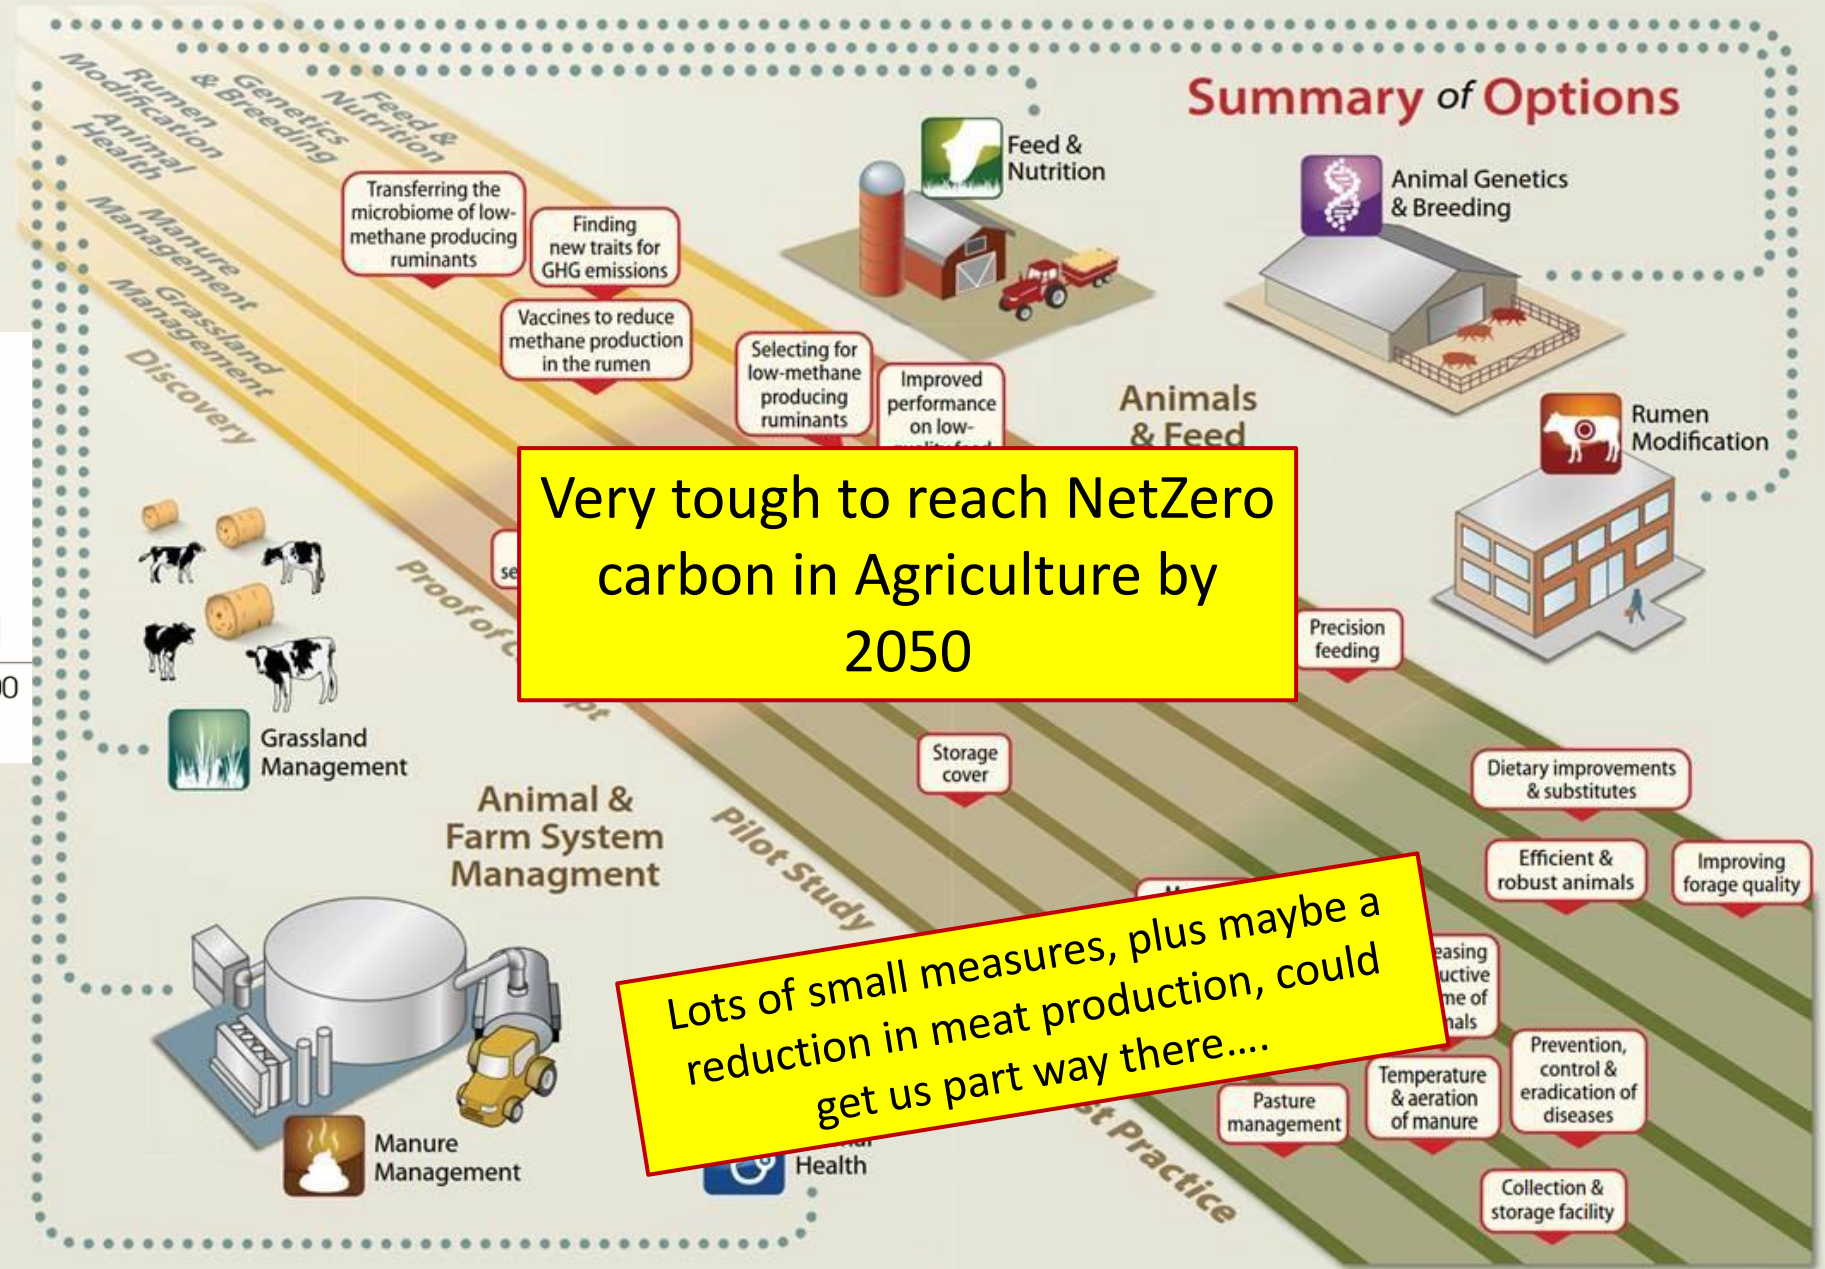 Summary of Options
Feed &
Nutrition
Genetics
& Breeding
Rumen
Modification
Animal
Health
Manure
Management
Grassland
Management
Discovery
Transferring the
microbiome of low-
methane producing
ruminants
Finding
new traits for
GHG emissions
Vaccines to reduce
methane production
in the rumen
Selecting for
low-methane
producing
ruminants
Improved
performance
on low-
Feed &
Nutrition
Animal Genetics
& Breeding
Rumen
Modification
Animals
& Feed
Very tough to reach NetZero
carbon in Agriculture by
2050
Proof of
Precision
feeding
Grassland
Management
Animal &
Farm System
Managment
Pilot Study
Storage
cover
Dietary improvements
& substitutes
Efficient &
robust animals
Improving
forage quality
Lots of small measures, plus maybe a
reduction in meat production, could
get us part way there....
of
Pasture
management
Temperature
& aeration
of manure
Prevention,
control &
eradication of
diseases
Collection &
storage facility
Practice
Manure
Management
Health